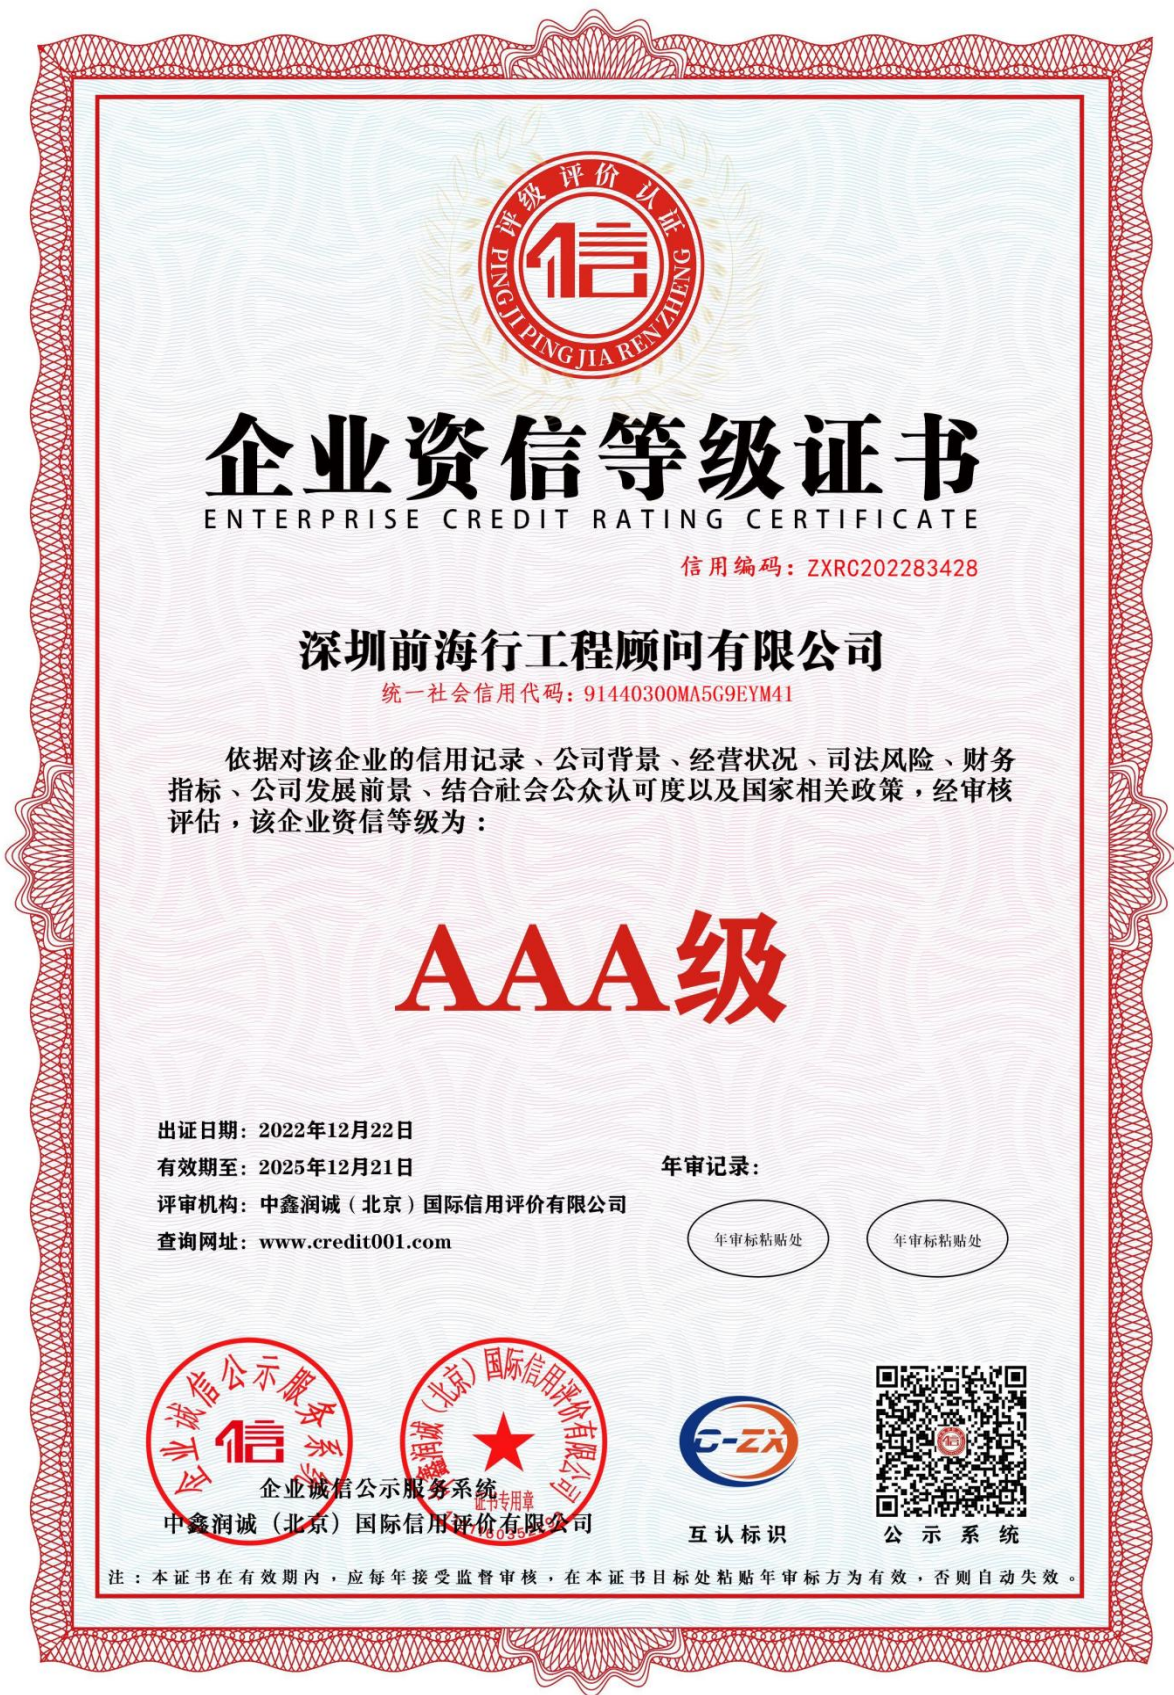 评级 评价 认证
PING JI PING JIA REN ZHENG
信
企业资信等级证书
ENTERPRISE CREDIT RATING CERTIFICATE
信用编码：ZXRC202283428
深圳前海行工程顾问有限公司
统一社会信用代码：91440300MA5G9EYM41
依据对该企业的信用记录、公司背景、经营状况、司法风险、财务
指标、公司发展前景、结合社会公众认可度以及国家相关政策，经审核
评估，该企业资信等级为：
AAA级
出证日期：2022年12月22日
有效期至：2025年12月21日
评审机构：中鑫润诚（北京）国际信用评价有限公司
查询网址：www.credit001.com
年审记录：
年审标粘贴处
年审标粘贴处
企业诚信公示服务系统
信
中鑫润诚（北京）国际信用评价有限公司
证书专用章
企业诚信公示服务系统
中鑫润诚（北京）国际信用评价有限公司
C-ZX
互认标识
信
公示系统
注：本证书在有效期内，应每年接受监督审核，在本证书目标处粘贴年审标方为有效，否则自动失效。